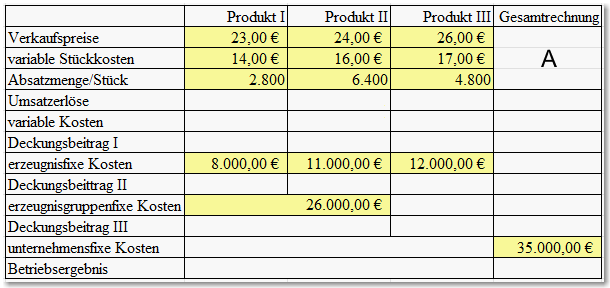 Produkt I Produkt II Produkt III Gesamtrechnung
Verkaufspreise 23,00 € 24,00 € 26,00 €
variable Stückkosten 14,00 € 16,00 € 17,00 € A
Absatzmenge/Stück 2.800 6.400 4.800
Umsatzerlöse
variable Kosten
Deckungsbeitrag I
erzeugnisfixe Kosten 8.000,00 € 11.000,00 € 12.000,00 €
Deckungsbeittrag II
erzeugnisgruppenfixe Kosten 26.000,00 €
Deckungsbeitrag III
unternehmensfixe Kosten 35.000,00 €
Betriebsergebnis